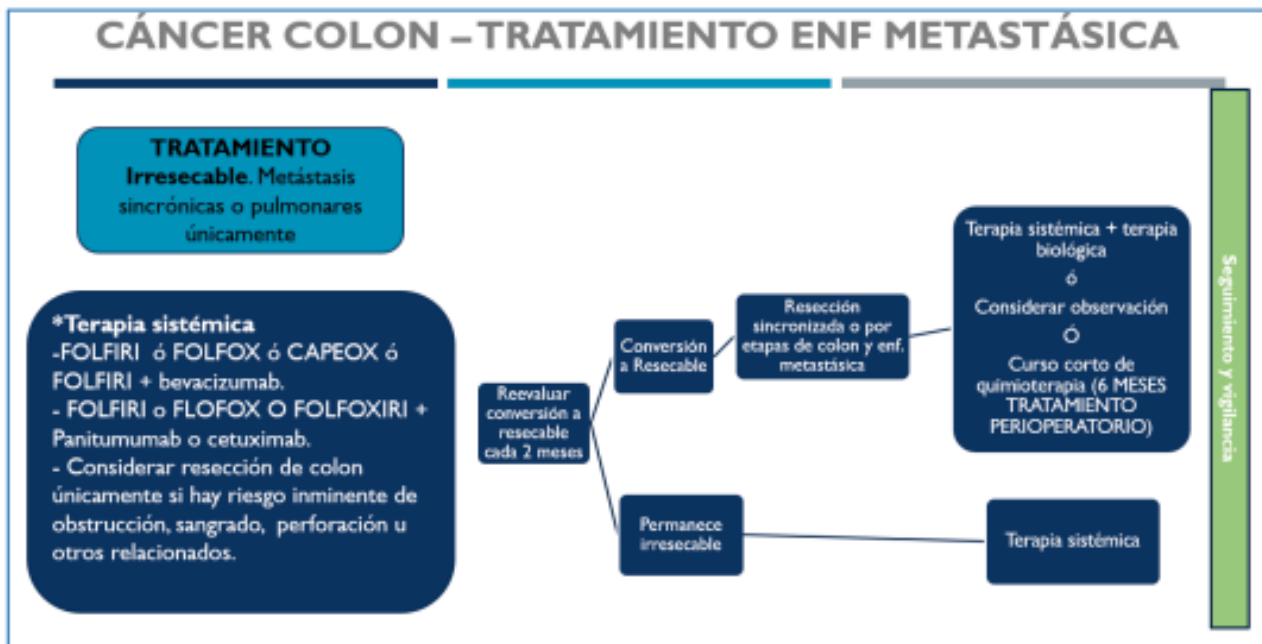 CÁNCER COLON – TRATAMIENTO ENF METASTÁSICA
TRATAMIENTO
Irresecable. Metástasis
sincrónicas o pulmonares
únicamente
*Terapia sistémica
-FOLFIRI ó FOLFOX ó CAPEOX ó
FOLFIRI + bevacizumab.
- FOLFIRI o FLOFOX O FOLFOXIRI +
Panitumumab o cetuximab.
- Considerar resección de colon
únicamente si hay riesgo inminente de
obstrucción, sangrado, perforación u
otros relacionados.
Reevaluar
conversión a
resecable
cada 2 meses
Conversión
a Resecable
Resección
sincronizada o por
etapas de colon y enf.
metastásica
Terapia sistémica + terapia
biológica
ó
Considerar observación
Ó
Curso corto de
quimioterapia (6 MESES
TRATAMIENTO
PERIOPERATORIO)
Permanece
irresecable
Terapia sistémica
Seguimiento y vigilancia